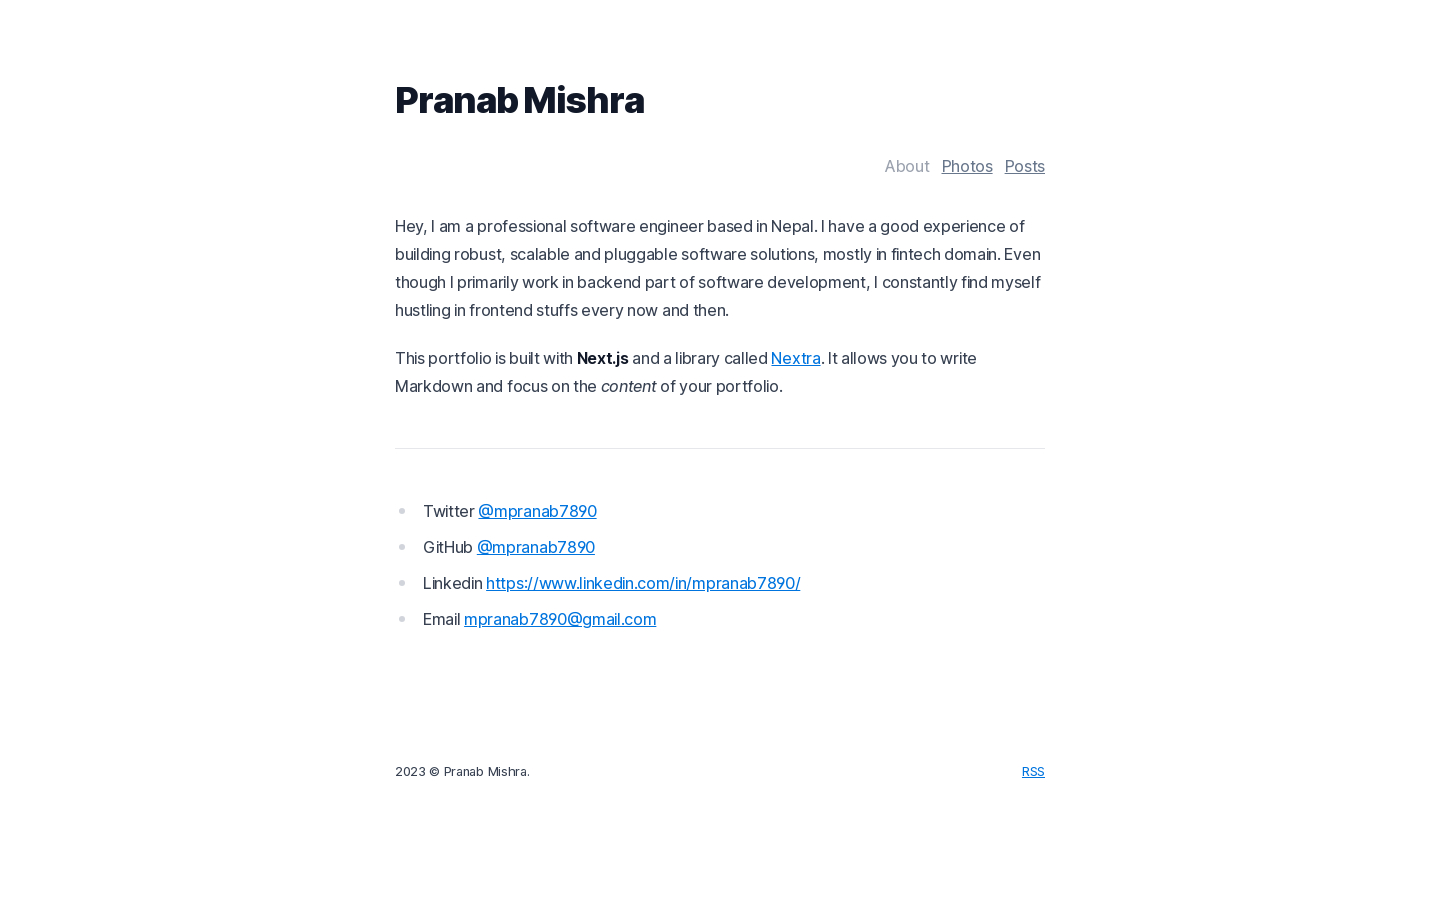 Pranab Mishra
About Photos Posts
Hey, I am a professional software engineer based in Nepal. I have a good experience of
building robust, scalable and pluggable software solutions, mostly in fintech domain. Even
though I primarily work in backend part of software development, I constantly find myself
hustling in frontend stuffs every now and then.
This portfolio is built with Next.js and a library called Nextra. It allows you to write
Markdown and focus on the content of your portfolio.
Twitter @mpranab7890
GitHub @mpranab7890
Linkedin https://www.linkedin.com/in/mpranab7890/
Email mpranab7890@gmail.com
2023 © Pranab Mishra. RSS